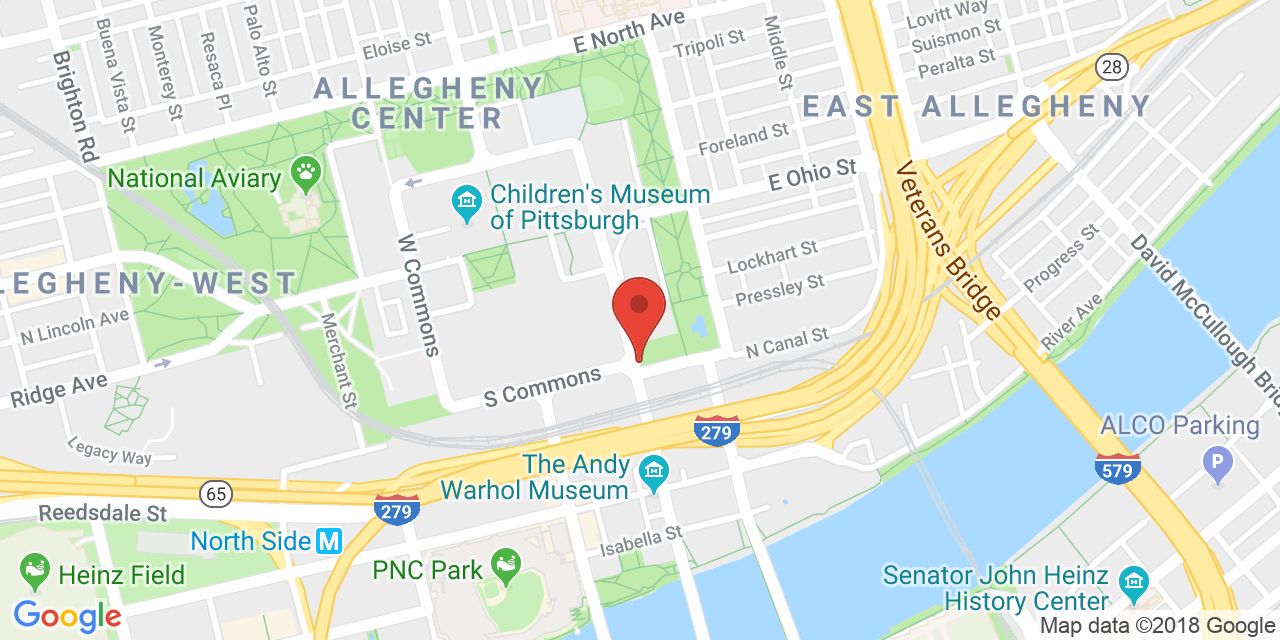 E North Ave
Lovitt Way
Suismon St
Peralta St
Tripoli St
Middle St
28
Palo Alto St
Buena Vista St
Monterey St
Resaca Pl
Eloise St
Brighton Rd
ALLEGHENY
CENTER
EAST ALLEGHENY
Foreland St
E Ohio St
National Aviary
Children's Museum
of Pittsburgh
Veterans Bridge
W Commons
Lockhart St
Pressley St
Progress St
David McCullough Bri
LEGHENY-WEST
N Lincoln Ave
Merchant St
N Canal St
River Ave
Ridge Ave
S Commons
Legacy Way
279
ALCO Parking
P
579
The Andy
Warhol Museum
65
279
Reedsdale St
North Side M
Isabella St
Heinz Field
PNC Park
Senator John Heinz
History Center
Google
Map data ©2018 Google